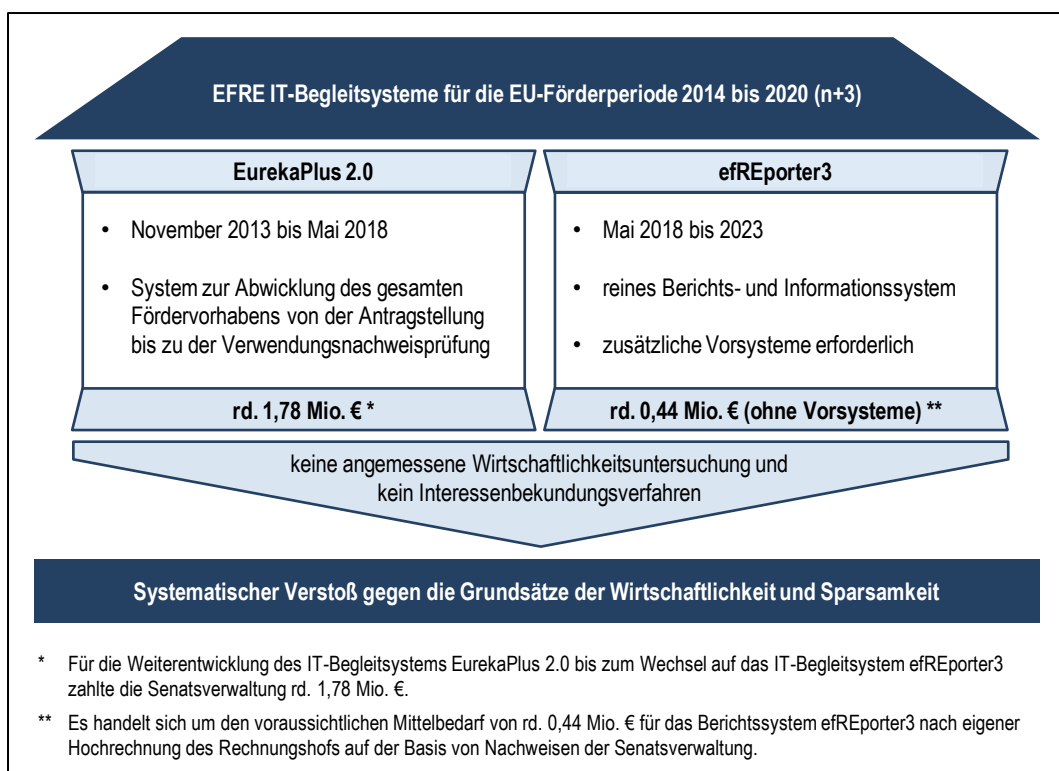 EFRE IT-Begleitsysteme für die EU-Förderperiode 2014 bis 2020 (n+3)
EurekaPlus 2.0
• November 2013 bis Mai 2018
• System zur Abwicklung des gesamten
Fördervorhabens von der Antragstellung
bis zu der Verwendungsnachweisprüfung
rd. 1,78 Mio. € *
efREporter3
• Mai 2018 bis 2023
• reines Berichts- und Informationssystem
• zusätzliche Vorsysteme erforderlich
rd. 0,44 Mio. € (ohne Vorsysteme) **
keine angemessene Wirtschaftlichkeitsuntersuchung und
kein Interessenbekundungsverfahren
Systematischer Verstoß gegen die Grundsätze der Wirtschaftlichkeit und Sparsamkeit
* Für die Weiterentwicklung des IT-Begleitsystems EurekaPlus 2.0 bis zum Wechsel auf das IT-Begleitsystem efREporter3
zahlte die Senatsverwaltung rd. 1,78 Mio. €.
** Es handelt sich um den voraussichtlichen Mittelbedarf von rd. 0,44 Mio. € für das Berichtssystem efREporter3 nach eigener
Hochrechnung des Rechnungshofs auf der Basis von Nachweisen der Senatsverwaltung.